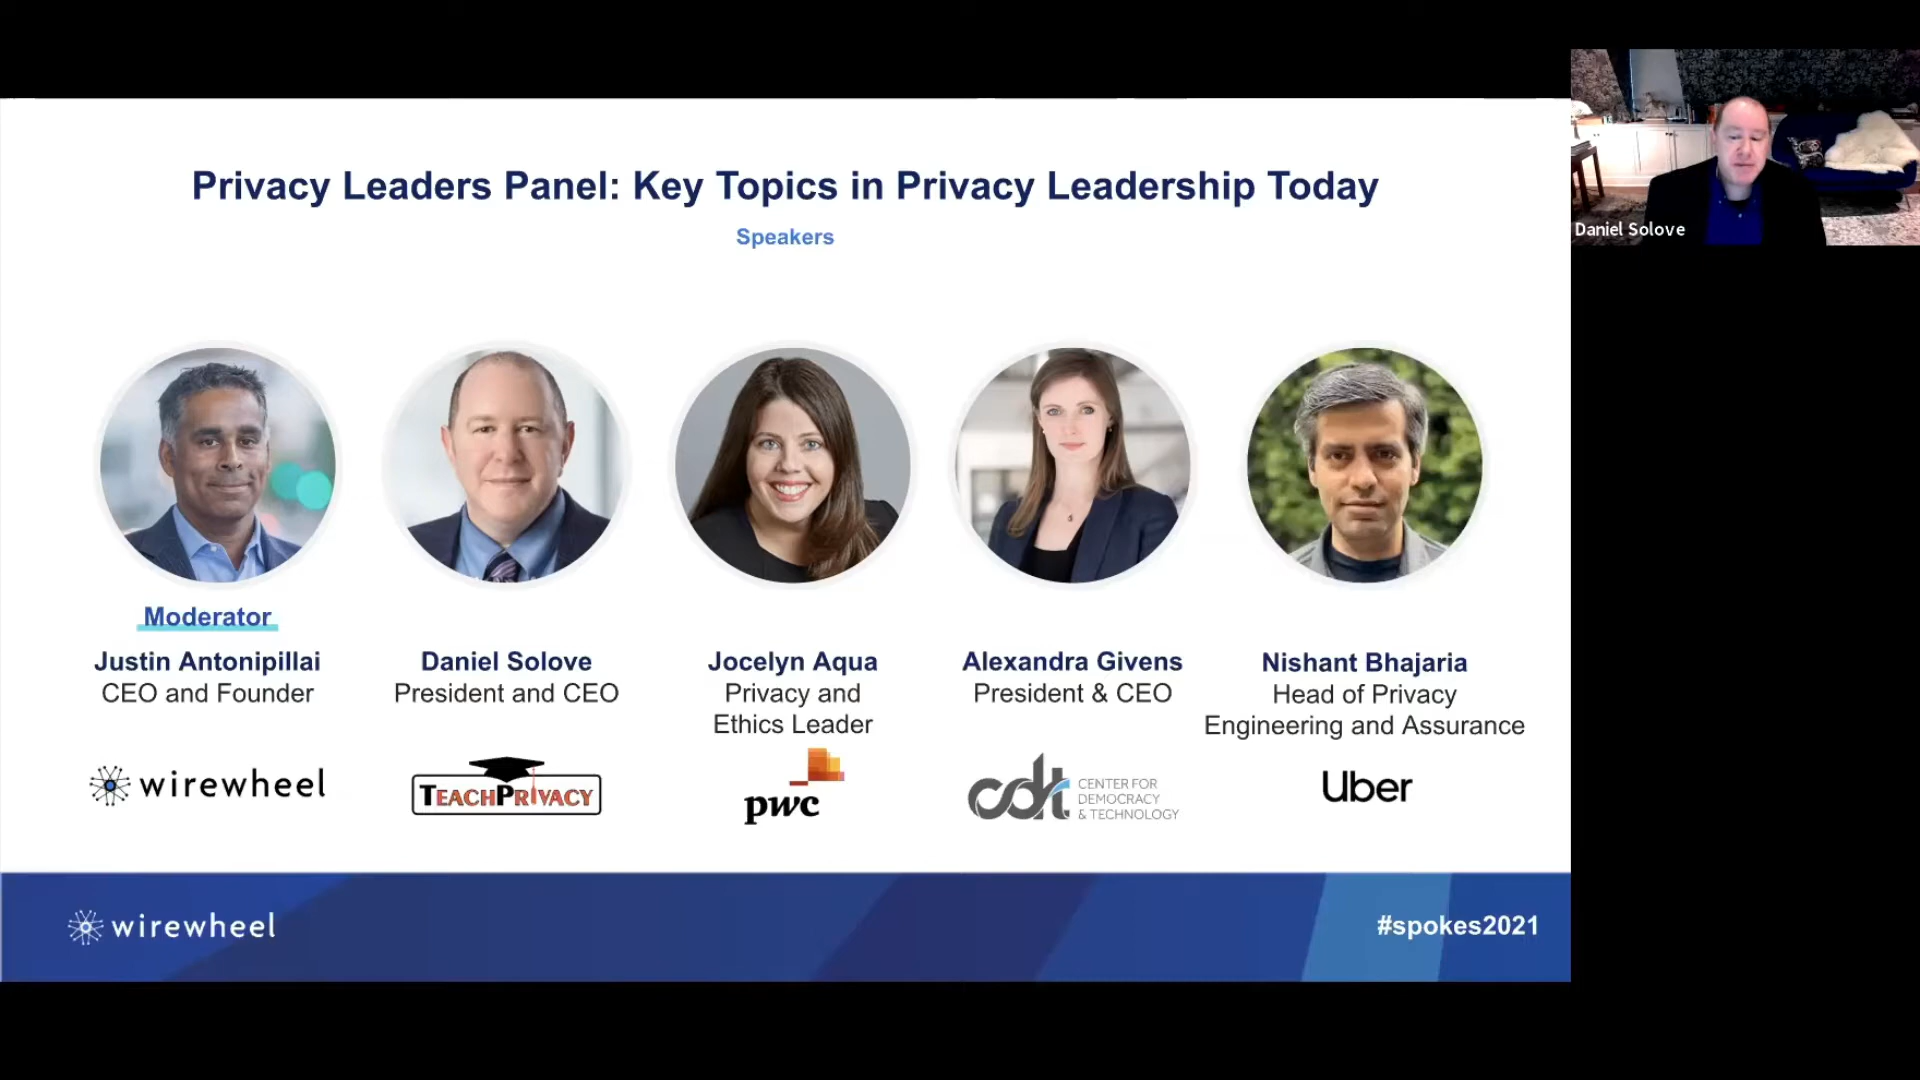 Privacy Leaders Panel: Key Topics in Privacy Leadership Today
Speakers
Daniel Solove
Moderator
Justin Antonipillai
CEO and Founder
wirewheel
Daniel Solove
President and CEO
TEACHPRIVACY
Jocelyn Aqua
Privacy and
Ethics Leader
pwc
Alexandra Givens
President & CEO
cdt
CENTER FOR
DEMOCRACY
& TECHNOLOGY
Nishant Bhajaria
Head of Privacy
Engineering and Assurance
Uber
wirewheel
#spokes2021